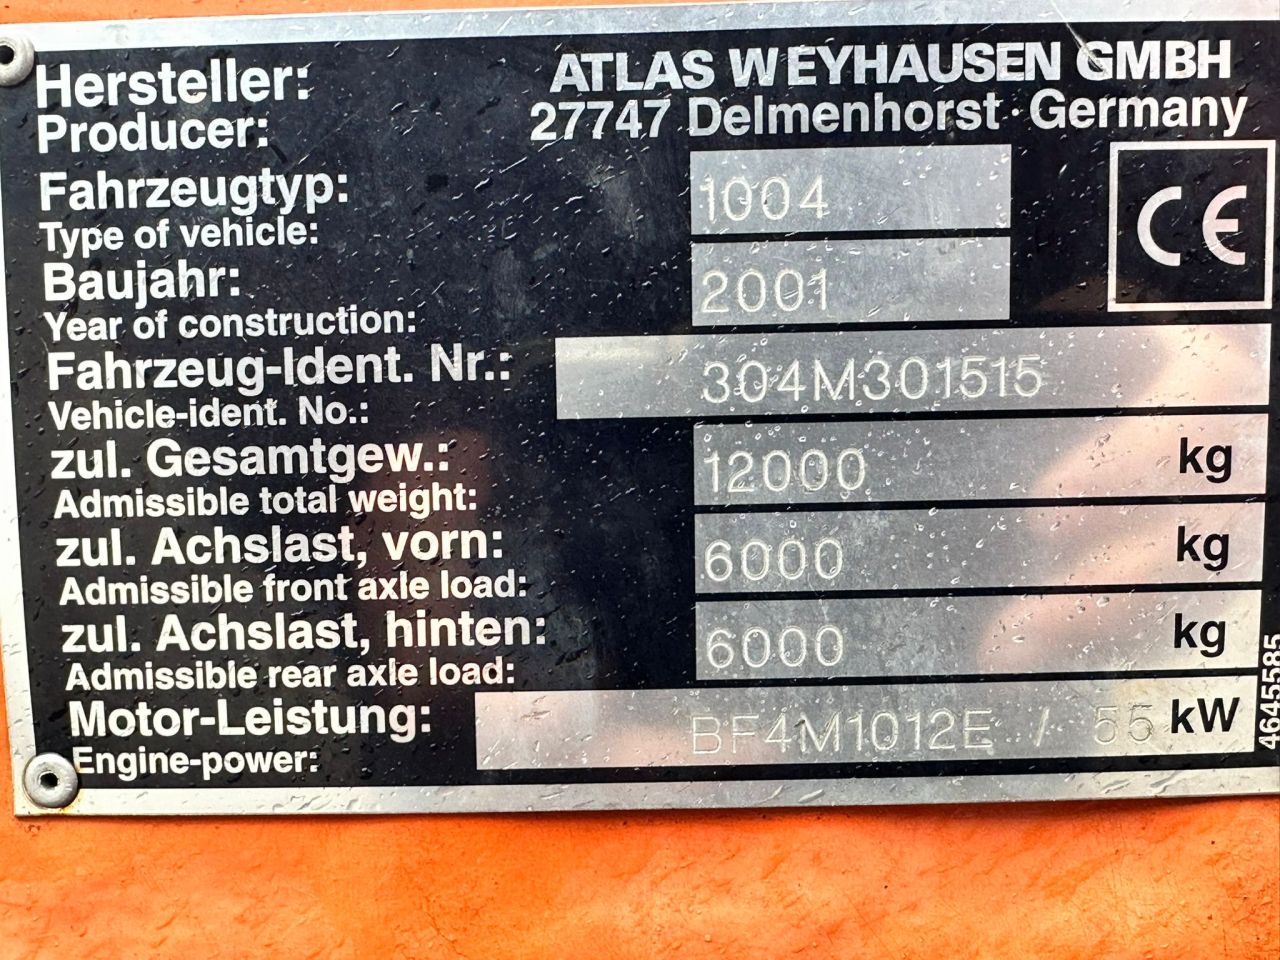 Hersteller: ATLAS WEYHAUSEN GMBH
Producer: 27747 Delmenhorst · Germany
Fahrzeugtyp: 1004
Type of vehicle:
CE
Baujahr: 2001
Year of construction:
Fahrzeug-Ident. Nr.: 304M301515
Vehicle-ident. No.:
zul. Gesamtgew.: 12000 kg
Admissible total weight:
zul. Achslast, vorn: 6000 kg
Admissible front axle load:
zul. Achslast, hinten: 6000 kg
Admissible rear axle load:
Motor-Leistung: BF4M1012E / 55 kW
Engine-power:
4645585